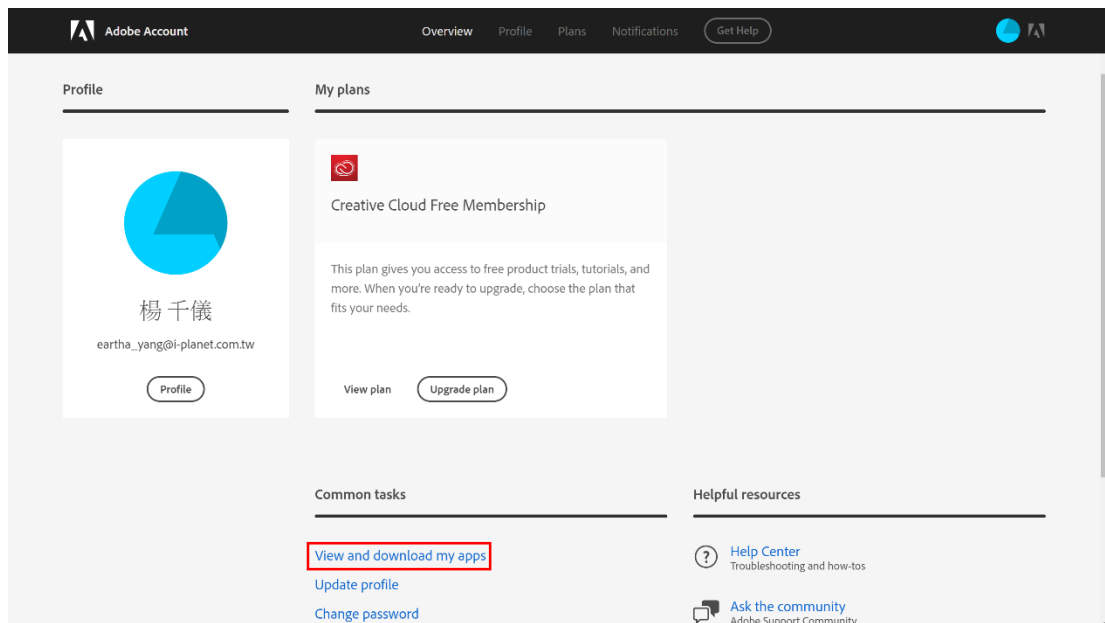 Adobe Account
Overview
Profile
Plans
Notifications
Get Help
Profile
My plans
楊 千儀
eartha_yang@i-planet.com.tw
Profile
Creative Cloud Free Membership
This plan gives you access to free product trials, tutorials, and
more. When you're ready to upgrade, choose the plan that
fits your needs.
View plan
Upgrade plan
Common tasks
View and download my apps
Update profile
Change password
Helpful resources
Help Center
Troubleshooting and how-tos
Ask the community
Adobe Support Community